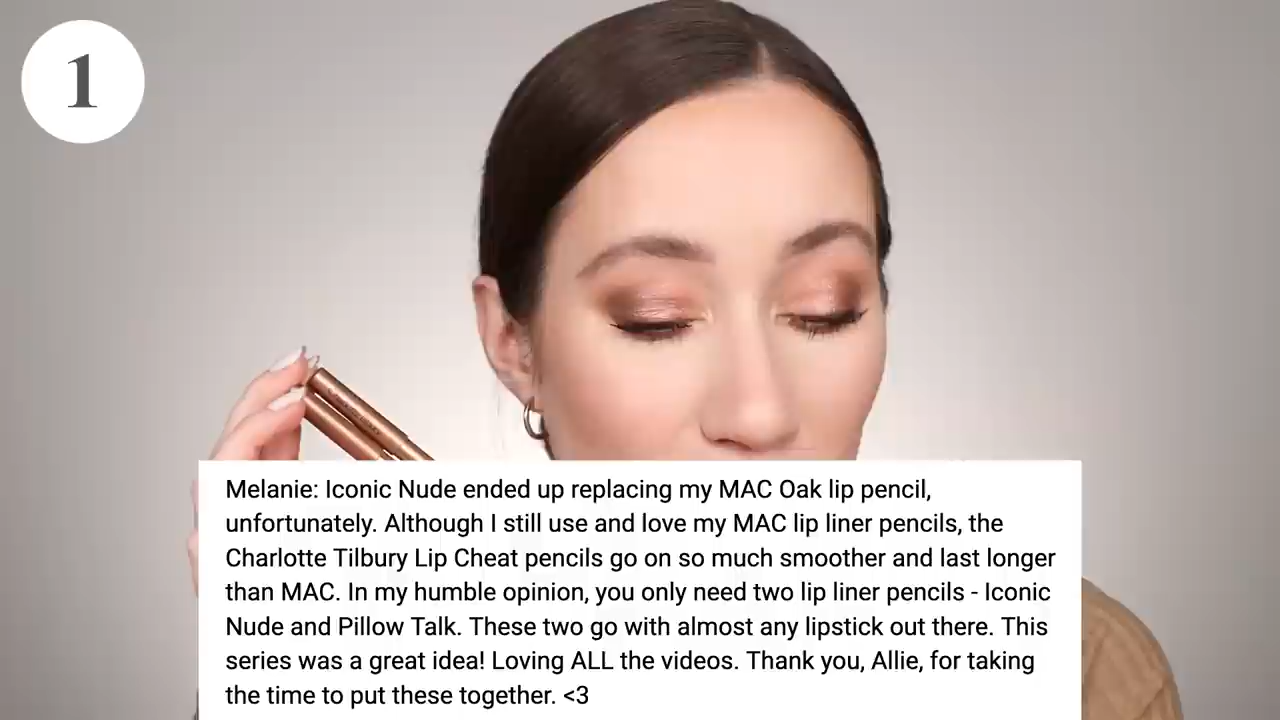 1
Melanie: Iconic Nude ended up replacing my MAC Oak lip pencil,
unfortunately. Although I still use and love my MAC lip liner pencils, the
Charlotte Tilbury Lip Cheat pencils go on so much smoother and last longer
than MAC. In my humble opinion, you only need two lip liner pencils - Iconic
Nude and Pillow Talk. These two go with almost any lipstick out there. This
series was a great idea! Loving ALL the videos. Thank you, Allie, for taking
the time to put these together. <3